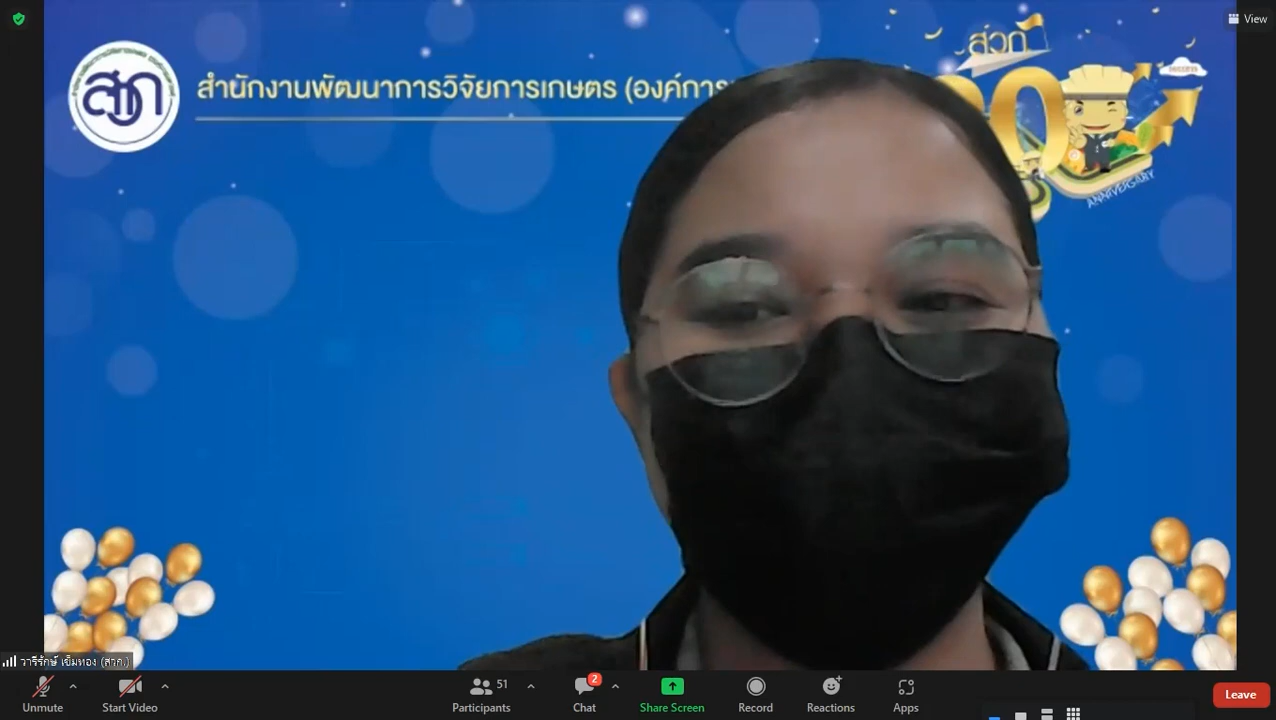 View
สวก
สวก
สำนักงานพัฒนาการวิจัยการเกษตร (องค์การ
20
ANNIVERSARY
วารีรักษ์ เข็มทอง (สวก.)
51
2
Unmute
Start Video
Participants
Chat
Share Screen
Record
Reactions
Apps
Leave